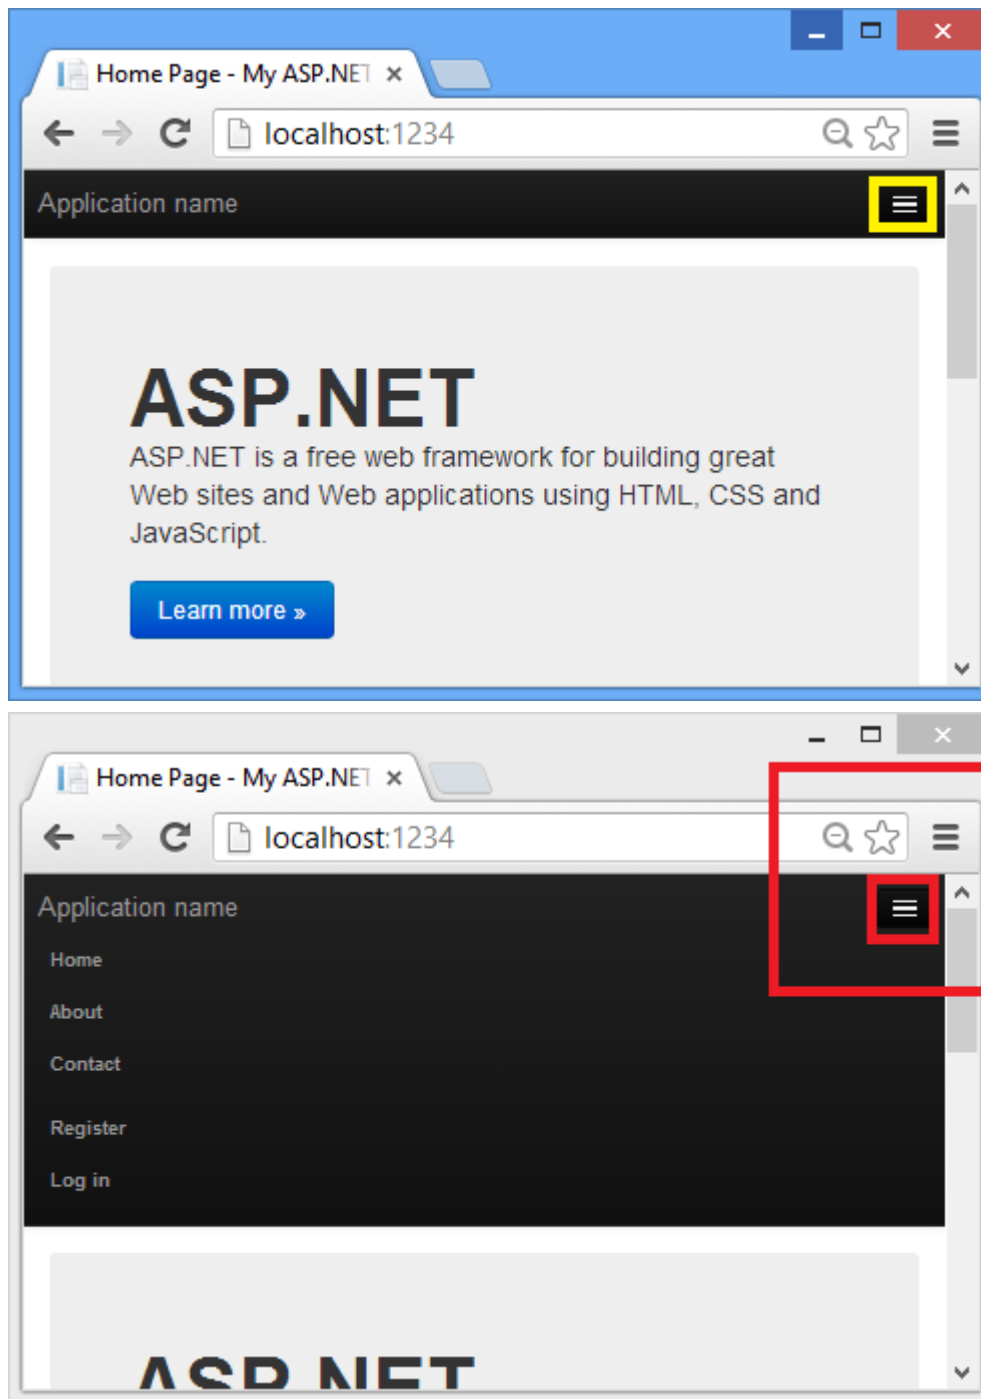 Home Page - My ASP.NET
localhost:1234
Application name
ASP.NET
ASP.NET is a free web framework for building great
Web sites and Web applications using HTML, CSS and
JavaScript.
Learn more »
Home Page - My ASP.NET
localhost:1234
Application name
Home
About
Contact
Register
Log in
ASP.NET